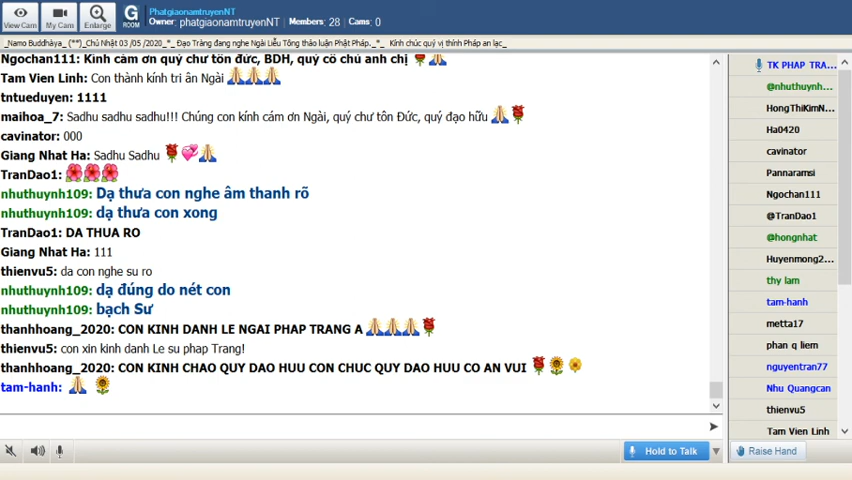 View Cam
My Cam
Enlarge
G
ROOM
PhatgiaonamtruyenNT
Owner: phatgiaonamtruyenNT Members: 28 Cams: 0
_Namo Buddhàya_ (**)_Chủ Nhật 03 /05 /2020_*_ Đạo Tràng đang nghe Ngài Liễu Tông thảo luận Phật Pháp._*_ Kính chúc quý vị thính Pháp an lạc_
Ngochan111: Kính cám ơn quý chư tôn đức, BDH, quý cô chú anh chị
Tam Vien Linh: Con thành kính tri ân Ngài
tntueduyen: 1111
maihoa_7: Sadhu sadhu sadhu!!! Chúng con kính cám ơn Ngài, quý chư tôn Đức, quý đạo hữu
cavinator: 000
Giang Nhat Ha: Sadhu Sadhu
TranDao1:
nhuthuynh109: Dạ thưa con nghe âm thanh rõ
nhuthuynh109: dạ thưa con xong
TranDao1: DA THUA RO
Giang Nhat Ha: 111
thienvu5: da con nghe su ro
nhuthuynh109: dạ đúng do nét con
nhuthuynh109: bạch Sư
thanhhoang_2020: CON KINH DANH LE NGAI PHAP TRANG A
thienvu5: con xin kinh danh Le su phap Trang!
thanhhoang_2020: CON KINH CHAO QUY DAO HUU CON CHUC QUY DAO HUU CO AN VUI
tam-hanh:
Hold to Talk
TK PHAP TRA...
@nhuthuynh...
HongThiKimN...
Ha0420
cavinator
Pannaramsi
Ngochan111
@TranDao1
@hongnhat
Huyenmong2...
thy lam
tam-hanh
metta17
phan q liem
nguyentran77
Nhu Quangcan
thienvu5
Tam Vien Linh
Raise Hand